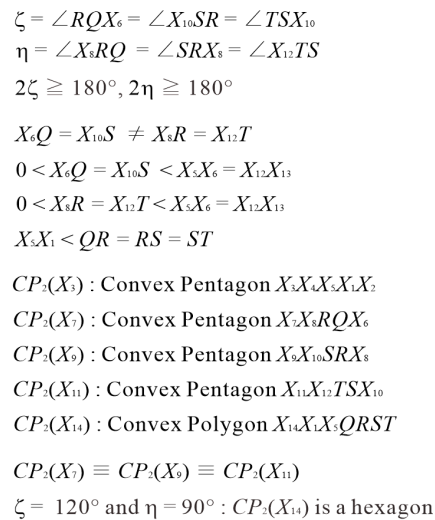 ζ = ∠RQX₆ = ∠X₁₀SR = ∠TSX₁₀
η = ∠X₈RQ = ∠SRX₈ = ∠X₁₂TS
2ζ ≧ 180°, 2η ≧ 180°
X₆Q = X₁₀S ≠ X₈R = X₁₂T
0 < X₆Q = X₁₀S < X₅X₆ = X₁₂X₁₃
0 < X₈R = X₁₂T < X₅X₆ = X₁₂X₁₃
X₅X₁ < QR = RS = ST
CP₂(X₃) : Convex Pentagon X₃X₄X₅X₁X₂
CP₂(X₇) : Convex Pentagon X₇X₈RQX₆
CP₂(X₉) : Convex Pentagon X₉X₁₀SRX₈
CP₂(X₁₁) : Convex Pentagon X₁₁X₁₂TSX₁₀
CP₂(X₁₄) : Convex Polygon X₁₄X₁X₅QRST
CP₂(X₇) ≡ CP₂(X₉) ≡ CP₂(X₁₁)
ζ = 120° and η = 90° : CP₂(X₁₄) is a hexagon